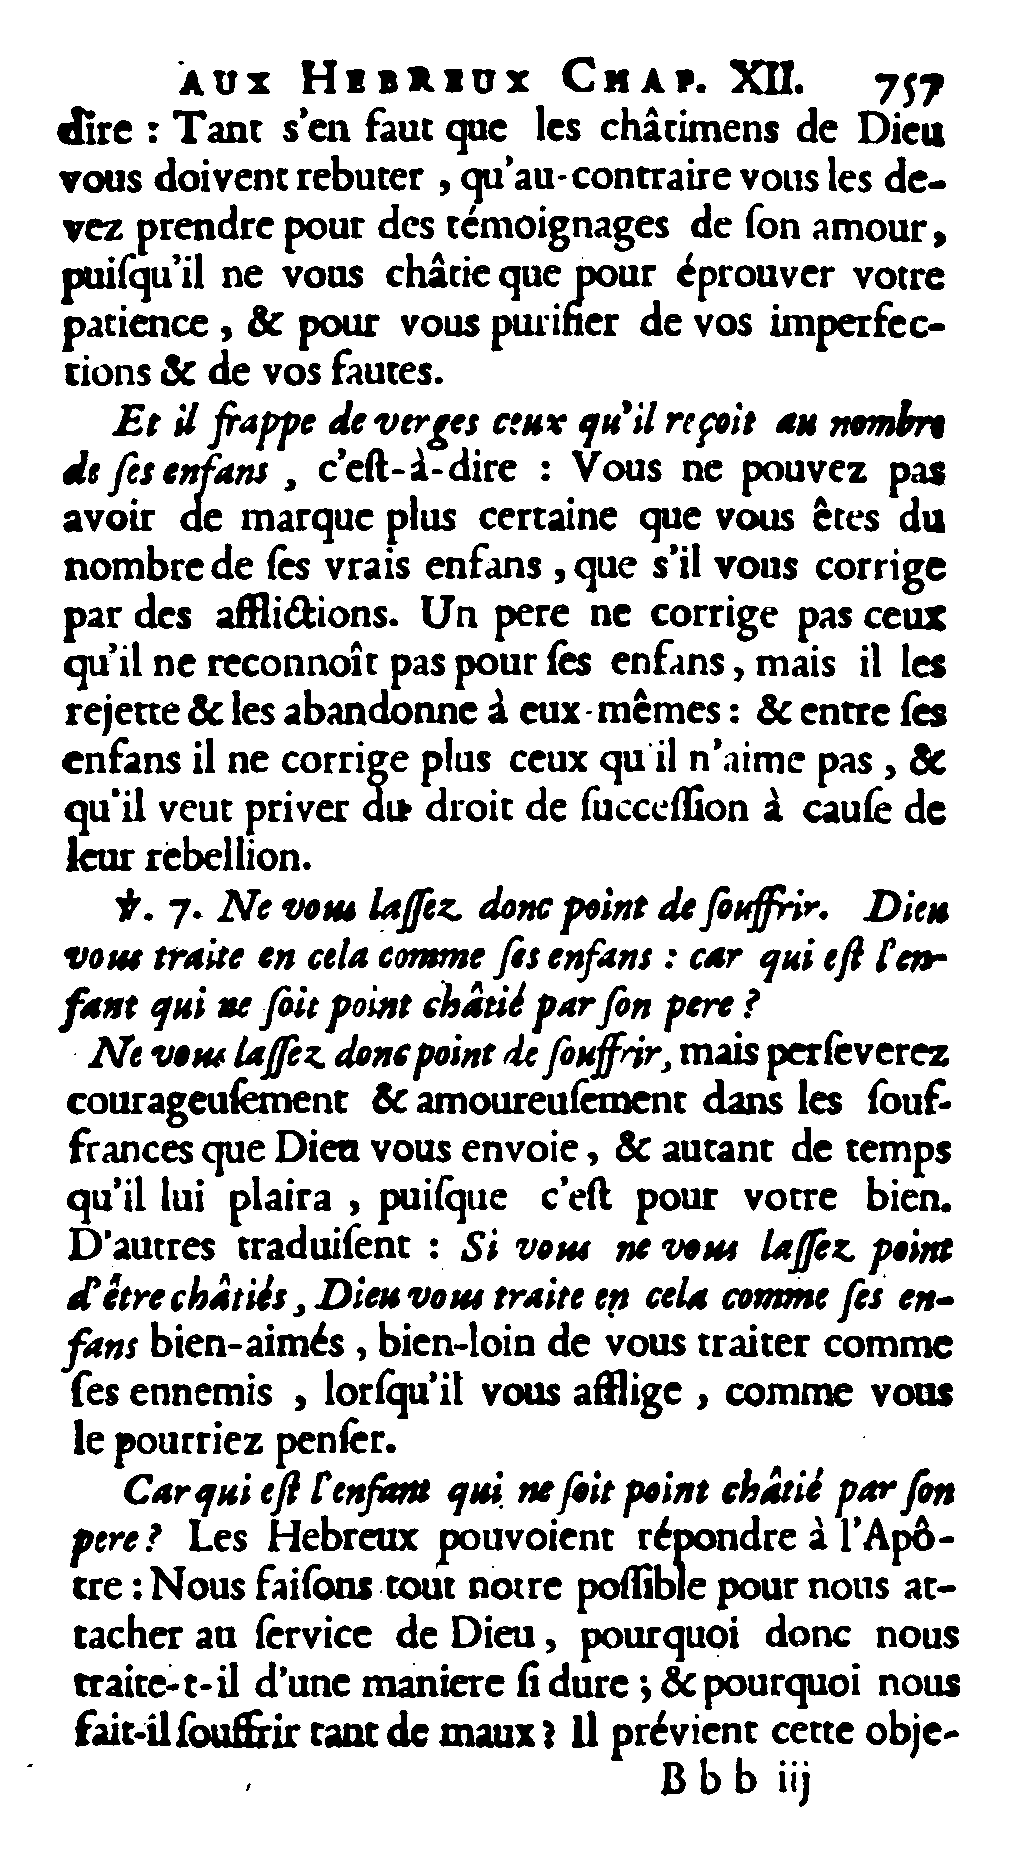 AUX HEBREUX CHAP. XII. 757
dire : Tant s'en faut que les châtimens de Dieu
vous doivent rebuter , qu'au-contraire vous les de-
vez prendre pour des témoignages de ſon amour,
puiſqu'il ne vous châtie que pour éprouver votre
patience , & pour vous purifier de vos imperfec-
tions & de vos fautes.
Et il frappe de verges ceux qu'il reçoit au nombre
de ſes enfans , c'eſt-à-dire : Vous ne pouvez pas
avoir de marque plus certaine que vous êtes du
nombre de ſes vrais enfans , que s'il vous corrige
par des afflictions. Un pere ne corrige pas ceux
qu'il ne reconnoît pas pour ſes enfans, mais il les
rejette & les abandonne à eux-mêmes : & entre ſes
enfans il ne corrige plus ceux qu'il n'aime pas , &
qu'il veut priver du droit de ſucceſſion à cauſe de
leur rebellion.
℣. 7. Ne vous laſſez donc point de ſouffrir. Dieu
vous traite en cela comme ſes enfans : car qui eſt l'en-
fant qui ne ſoit point châtié par ſon pere ?
Ne vous laſſez donc point de ſouffrir, mais perſeverez
courageuſement & amoureuſement dans les ſouf-
frances que Dieu vous envoie, & autant de temps
qu'il lui plaira , puiſque c'eſt pour votre bien.
D'autres traduiſent : Si vous ne vous laſſez point
d'être châtiés, Dieu vous traite en cela comme ſes en-
fans bien-aimés , bien-loin de vous traiter comme
ſes ennemis , lorſqu'il vous afflige , comme vous
le pourriez penſer.
Car qui eſt l'enfant qui ne ſoit point châtié par ſon
pere ? Les Hebreux pouvoient répondre à l'Apô-
tre : Nous faiſons tout notre poſſible pour nous at-
tacher au ſervice de Dieu, pourquoi donc nous
traite-t-il d'une maniere ſi dure ; & pourquoi nous
fait-il ſouffrir tant de maux ? Il prévient cette obje-
B b b iij